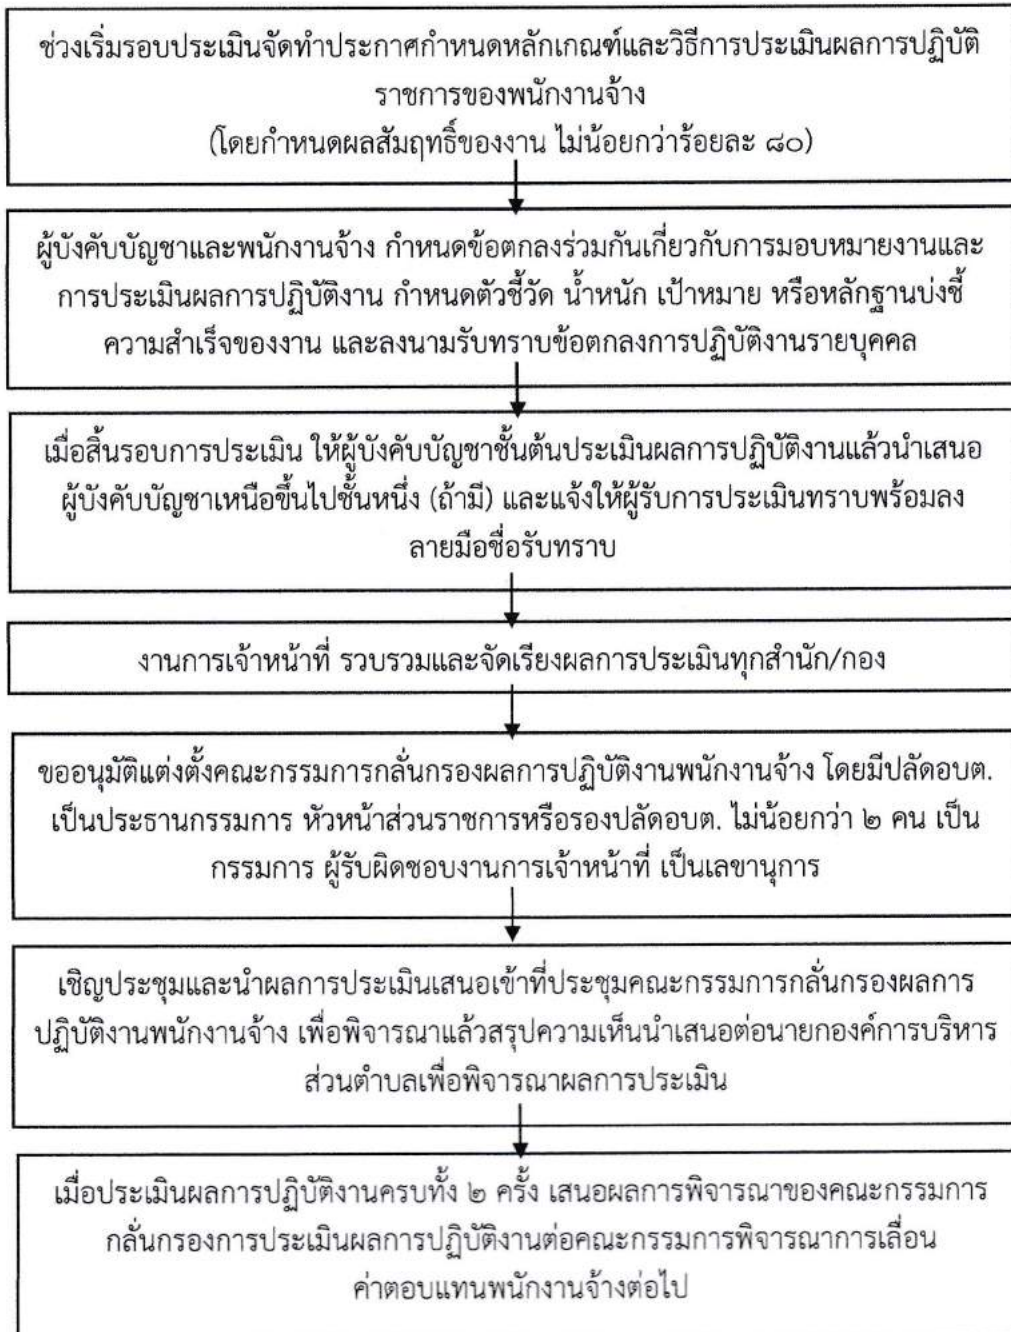 ช่วงเริ่มรอบประเมินจัดทำประกาศกำหนดหลักเกณฑ์และวิธีการประเมินผลการปฏิบัติ
ราชการของพนักงานจ้าง
(โดยกำหนดผลสัมฤทธิ์ของงาน ไม่น้อยกว่าร้อยละ ๘๐)
ผู้บังคับบัญชาและพนักงานจ้าง กำหนดข้อตกลงร่วมกันเกี่ยวกับการมอบหมายงานและ
การประเมินผลการปฏิบัติงาน กำหนดตัวชี้วัด น้ำหนัก เป้าหมาย หรือหลักฐานบ่งชี้
ความสำเร็จของงาน และลงนามรับทราบข้อตกลงการปฏิบัติงานรายบุคคล
เมื่อสิ้นรอบการประเมิน ให้ผู้บังคับบัญชาชั้นต้นประเมินผลการปฏิบัติงานแล้วนำเสนอ
ผู้บังคับบัญชาเหนือขึ้นไปชั้นหนึ่ง (ถ้ามี) และแจ้งให้ผู้รับการประเมินทราบพร้อมลง
ลายมือชื่อรับทราบ
งานการเจ้าหน้าที่ รวบรวมและจัดเรียงผลการประเมินทุกสำนัก/กอง
ขออนุมัติแต่งตั้งคณะกรรมการกลั่นกรองผลการปฏิบัติงานพนักงานจ้าง โดยมีปลัดอบต.
เป็นประธานกรรมการ หัวหน้าส่วนราชการหรือรองปลัดอบต. ไม่น้อยกว่า ๒ คน เป็น
กรรมการ ผู้รับผิดชอบงานการเจ้าหน้าที่ เป็นเลขานุการ
เชิญประชุมและนำผลการประเมินเสนอเข้าที่ประชุมคณะกรรมการกลั่นกรองผลการ
ปฏิบัติงานพนักงานจ้าง เพื่อพิจารณาแล้วสรุปความเห็นนำเสนอต่อนายกองค์การบริหาร
ส่วนตำบลเพื่อพิจารณาผลการประเมิน
เมื่อประเมินผลการปฏิบัติงานครบทั้ง ๒ ครั้ง เสนอผลการพิจารณาของคณะกรรมการ
กลั่นกรองการประเมินผลการปฏิบัติงานต่อคณะกรรมการพิจารณาการเลื่อน
ค่าตอบแทนพนักงานจ้างต่อไป